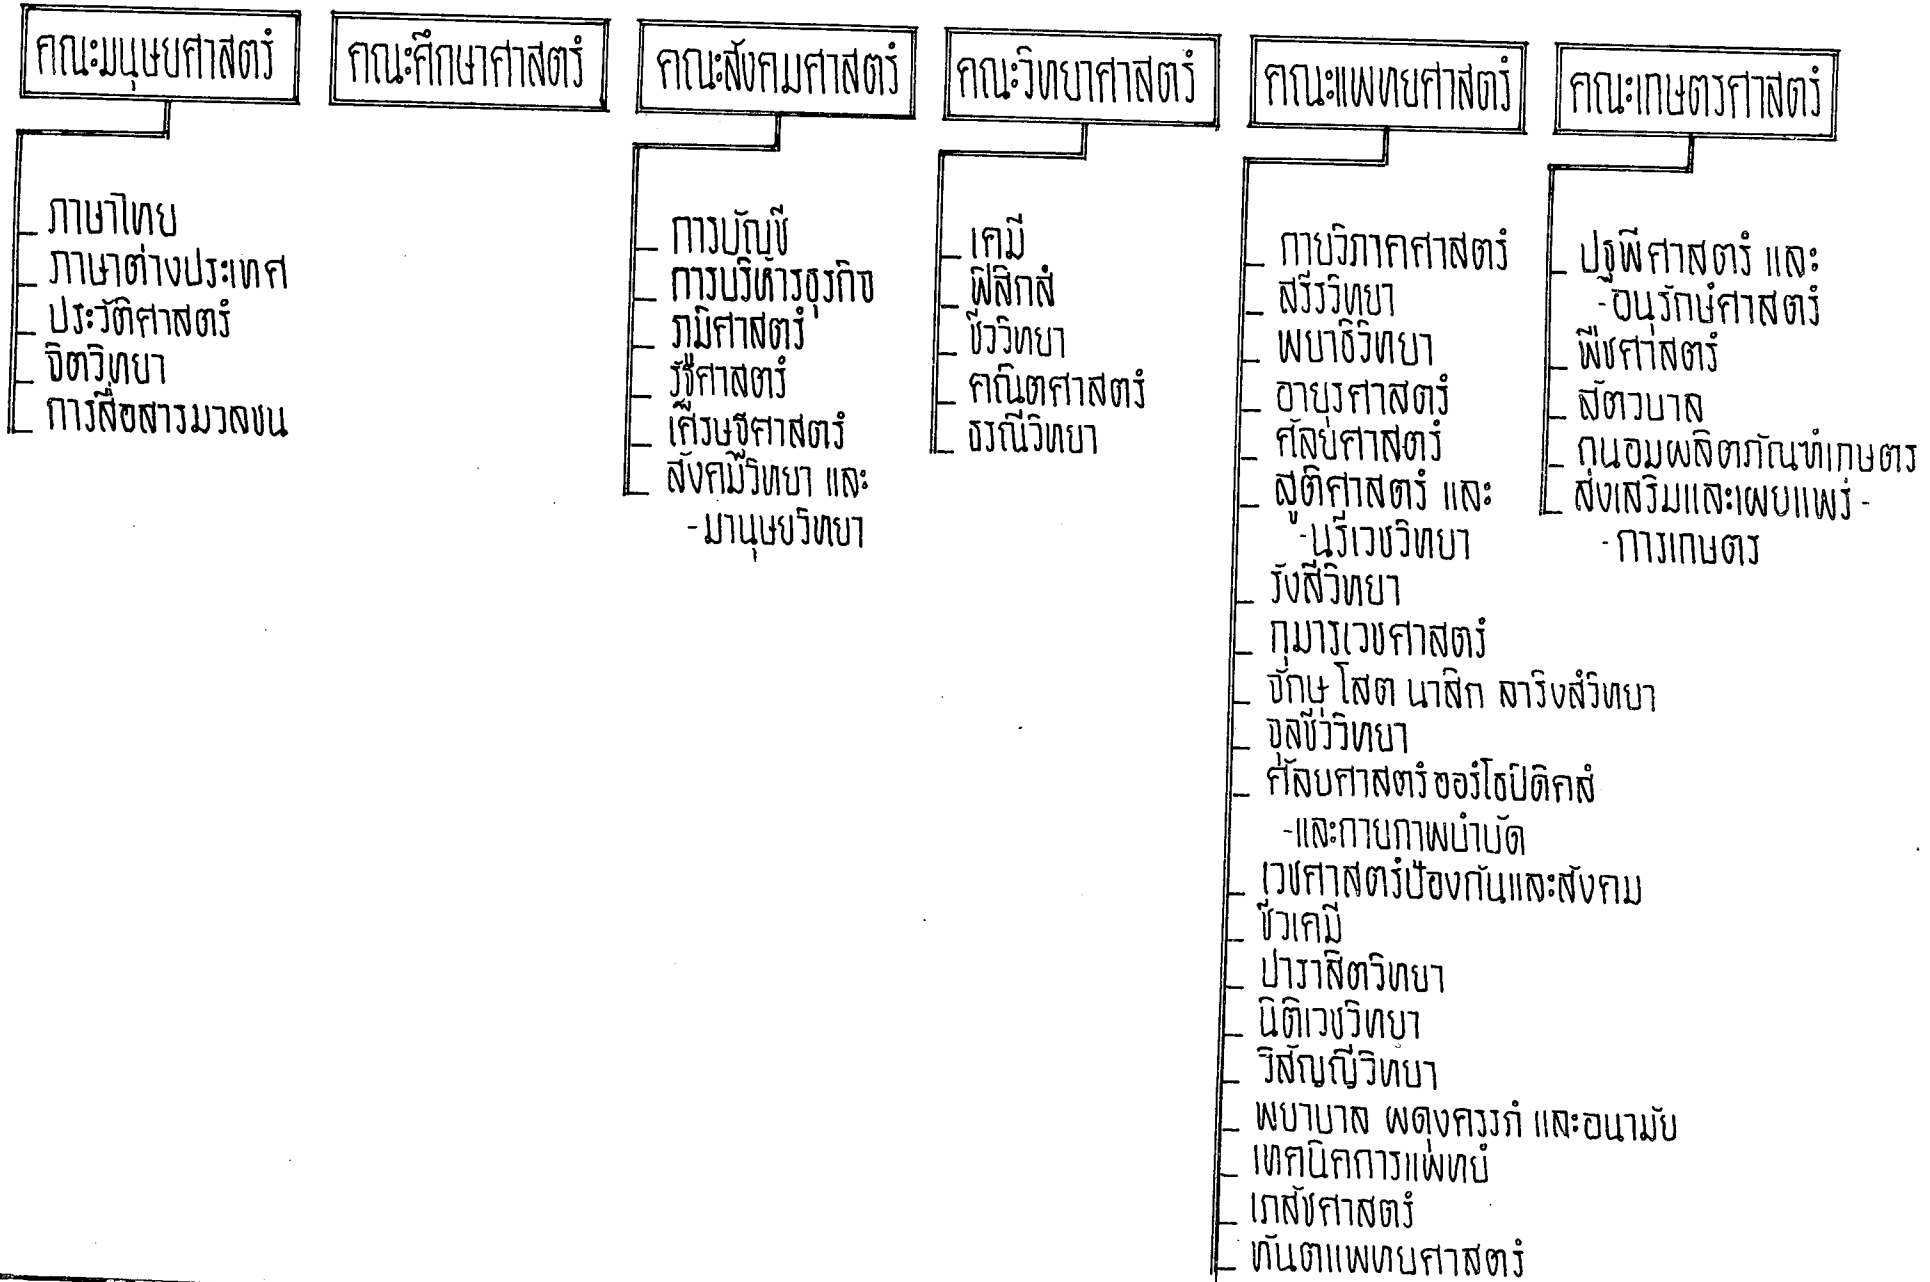 คณะมนุษยศาสตร์
ภาษาไทย
ภาษาต่างประเทศ
ประวัติศาสตร์
จิตวิทยา
การสื่อสารมวลชน
คณะศึกษาศาสตร์
คณะสังคมศาสตร์
การบัญชี
การบริหารธุรกิจ
ภูมิศาสตร์
รัฐศาสตร์
เศรษฐศาสตร์
สังคมวิทยา และ
-มานุษยวิทยา
คณะวิทยาศาสตร์
เคมี
ฟิสิกส์
ชีววิทยา
คณิตศาสตร์
ธรณีวิทยา
คณะแพทยศาสตร์
กายวิภาคศาสตร์
สรีรวิทยา
พยาธิวิทยา
อายุรศาสตร์
ศัลยศาสตร์
สูติศาสตร์ และ
-นรีเวชวิทยา
รังสีวิทยา
กุมารเวชศาสตร์
จักษุ โสต นาสิก ลาริงส์วิทยา
จุลชีววิทยา
ศัลยศาสตร์ออร์โธปิดิคส์
-และกายภาพบำบัด
เวชศาสตร์ป้องกันและสังคม
ชีวเคมี
ปาราสิตวิทยา
นิติเวชวิทยา
วิสัญญีวิทยา
พยาบาล ผดุงครรภ์ และอนามัย
เทคนิคการแพทย์
เภสัชศาสตร์
ทันตแพทยศาสตร์
คณะเกษตรศาสตร์
ปฐพีศาสตร์ และ
-อนุรักษ์ศาสตร์
พืชศาสตร์
สัตวบาล
ถนอมผลิตภัณฑ์เกษตร
ส่งเสริมและเผยแพร่-
-การเกษตร